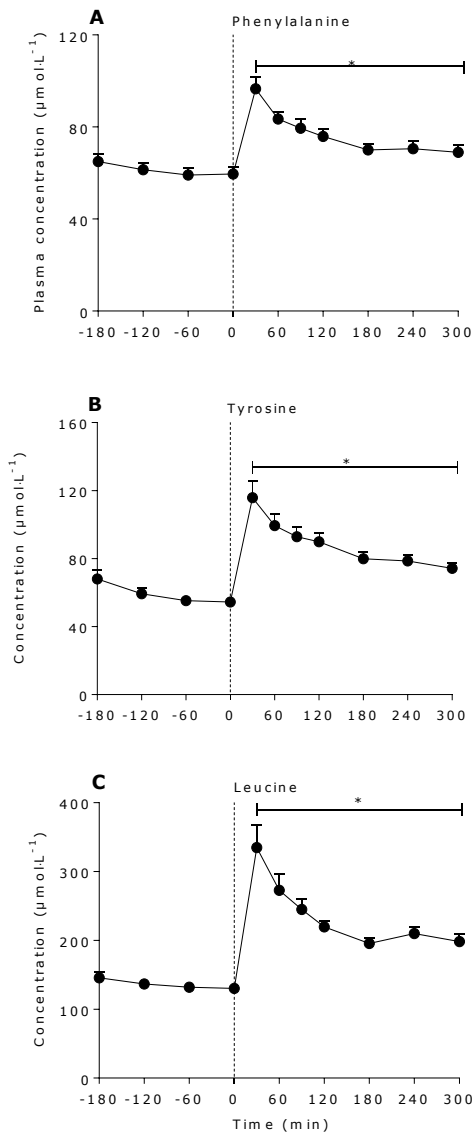 A
Phenylalanine
Plasma concentration (µmol·L⁻¹)
120
80
40
0
*
-180 -120 -60 0 60 120 180 240 300
B
Tyrosine
Concentration (µmol·L⁻¹)
160
120
80
40
0
*
-180 -120 -60 0 60 120 180 240 300
C
Leucine
Concentration (µmol·L⁻¹)
400
300
200
100
0
*
-180 -120 -60 0 60 120 180 240 300
Time (min)